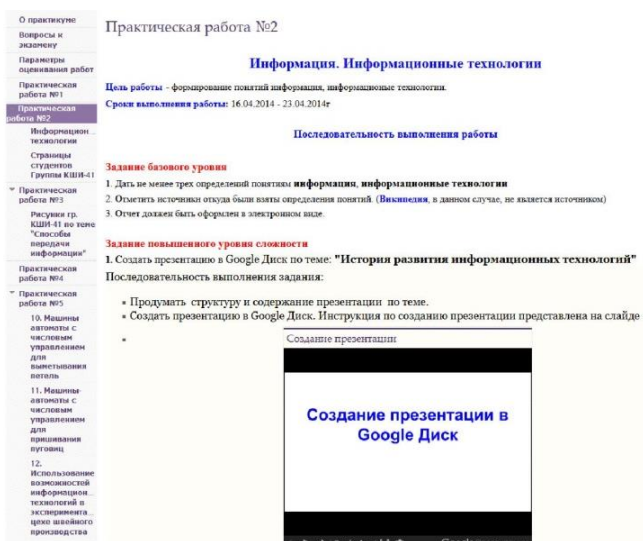 О практикуме
Вопросы к
экзамену
Параметры
оценивания работ
Практическая
работа №1
Практическая
работа №2
Информацион...
технологии
Страницы
студентов
Группы КШИ-41
Практическая
работа №3
Рисунки гр.
КШИ-41 по теме
"Способы
передачи
информации"
Практическая
работа №4
Практическая
работа №5
10. Машины
автоматы с
числовым
управлением
для
выметывания
петель
11. Машины-
автоматы с
числовым
управлением
для
пришивания
пуговиц
12.
Использование
возможностей
информацион...
технологий в
эксперимента...
цехе швейного
производства
Практическая работа №2
Информация. Информационные технологии
Цель работы - формирование понятий информация, информационые технологии.
Сроки выполнения работы: 16.04.2014 - 23.04.2014г
Последовательность выполнения работы
Задание базового уровня
1. Дать не менее трех определений понятиям информация, информационные технологии
2. Отметить источники откуда были взяты определения понятий. (Википедия, в данном случае, не является источником)
3. Отчет должен быть оформлен в электронном виде.
Задание повышенного уровня сложности
1. Создать презентацию в Google Диск по теме: "История развития информационных технологий"
Последовательность выполнения задания:
Продумать структуру и содержание презентации по теме.
Создать презентацию в Google Диск. Инструкция по созданию презентации представлена на слайде
Создание презентации
Создание презентации в
Google Диск